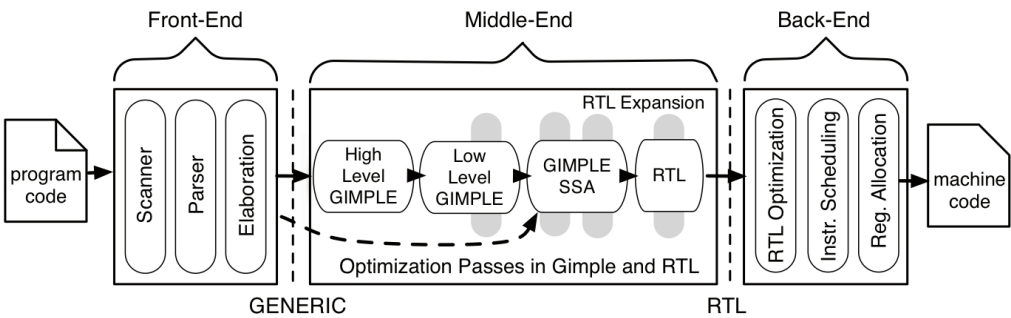 Front-End
Middle-End
Back-End
program
code
Scanner
Parser
Elaboration
GENERIC
RTL Expansion
High
Level
GIMPLE
Low
Level
GIMPLE
GIMPLE
SSA
RTL
Optimization Passes in Gimple and RTL
RTL
RTL Optimization
Instr. Scheduling
Reg. Allocation
machine
code